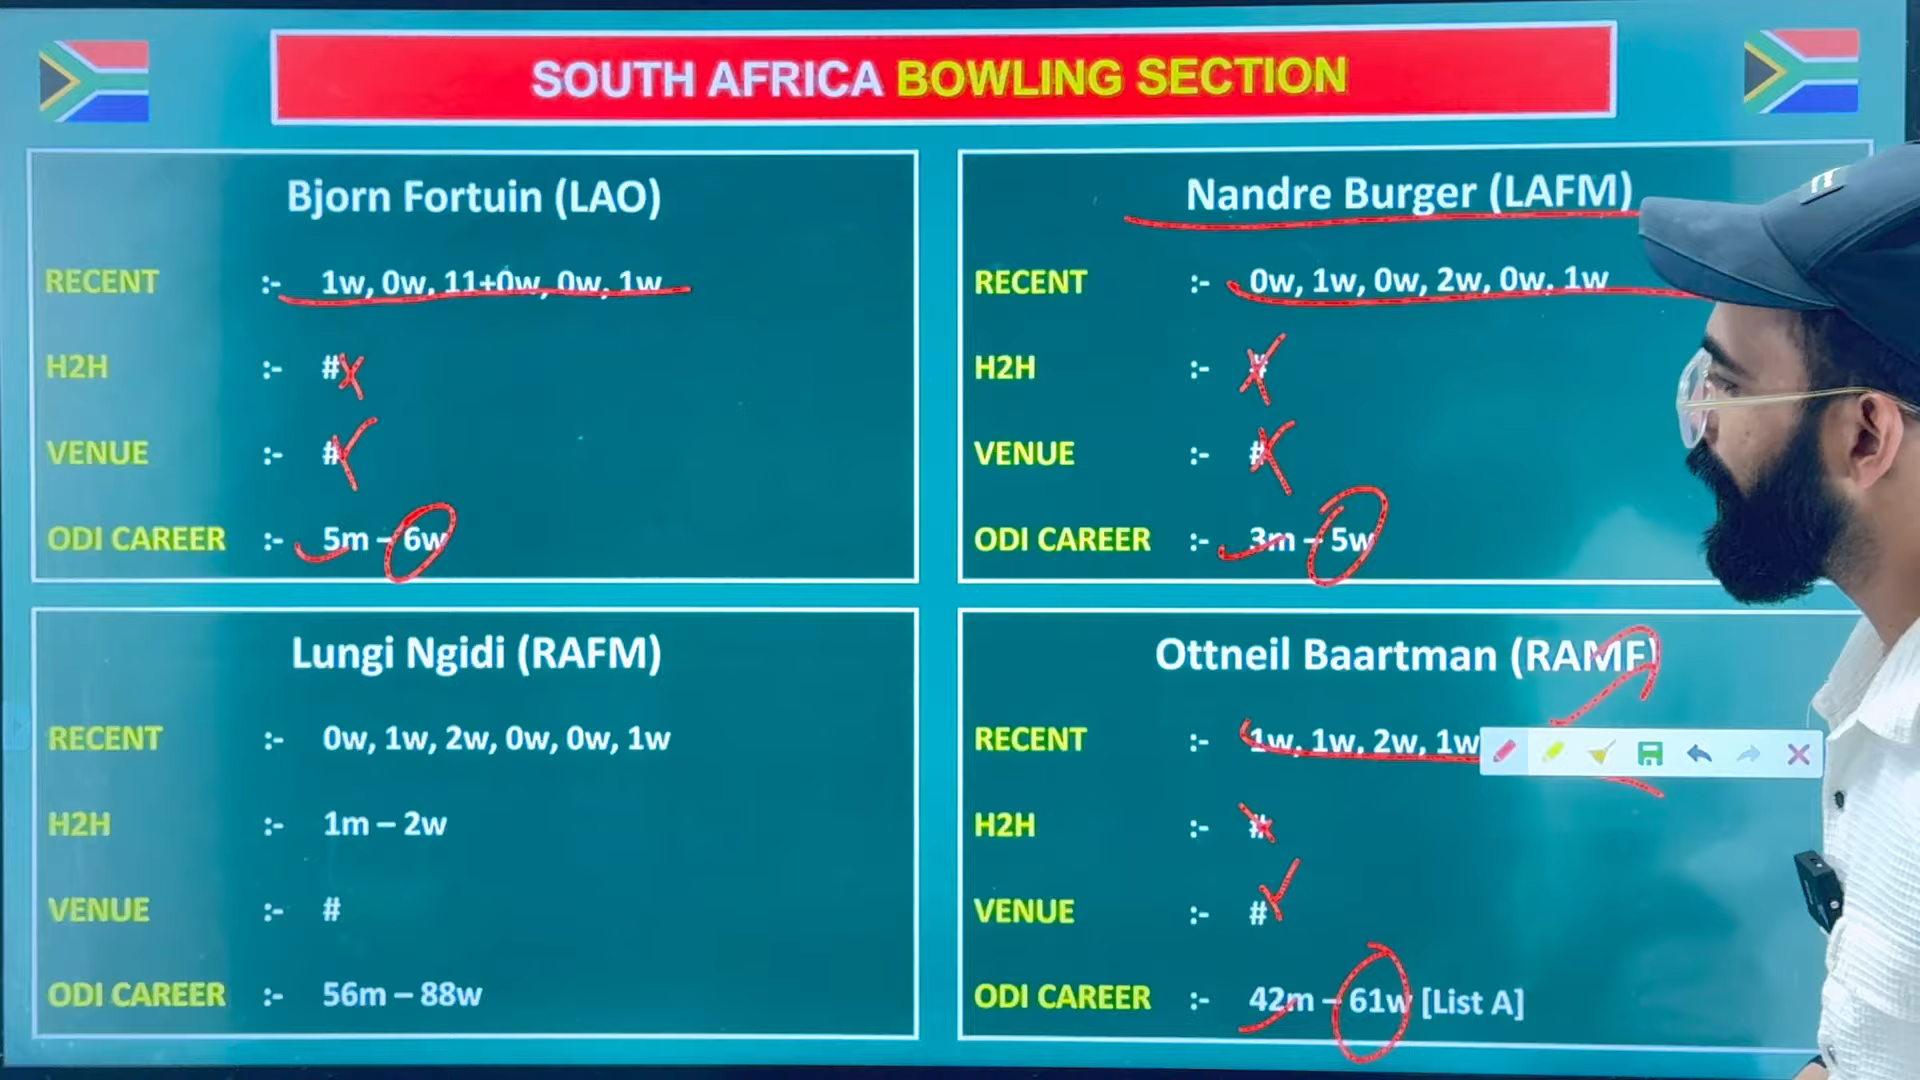 SOUTH AFRICA BOWLING SECTION
Bjorn Fortuin (LAO)
RECENT :- 1w, 0w, 11+0w, 0w, 1w
H2H :- #
VENUE :- #
ODI CAREER :- 5m – 6w
Nandre Burger (LAFM)
RECENT :- 0w, 1w, 0w, 2w, 0w, 1w
H2H :- #
VENUE :- #
ODI CAREER :- 3m – 5w
Lungi Ngidi (RAFM)
RECENT :- 0w, 1w, 2w, 0w, 0w, 1w
H2H :- 1m – 2w
VENUE :- #
ODI CAREER :- 56m – 88w
Ottneil Baartman (RAMF)
RECENT :- 1w, 1w, 2w, 1w
H2H :- #
VENUE :- #
ODI CAREER :- 42m – 61w [List A]